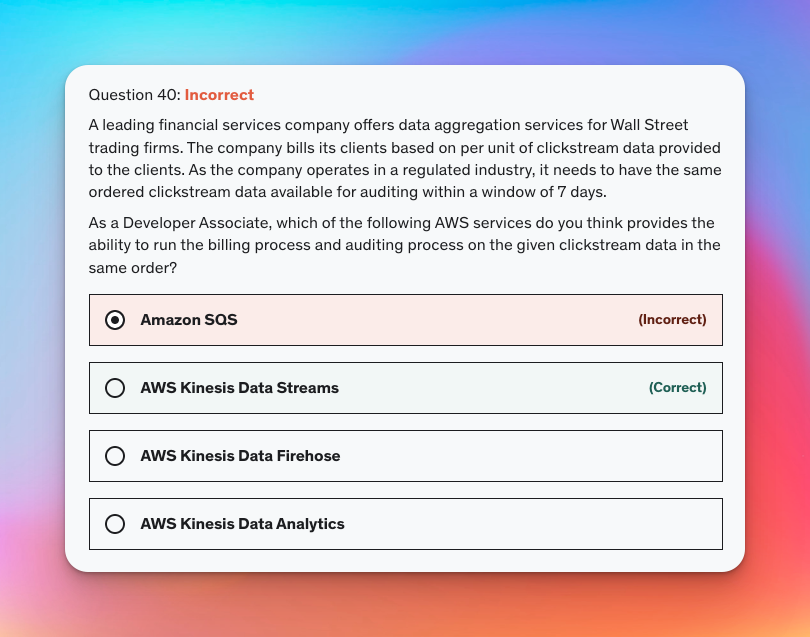 Question 40: Incorrect
A leading financial services company offers data aggregation services for Wall Street
trading firms. The company bills its clients based on per unit of clickstream data provided
to the clients. As the company operates in a regulated industry, it needs to have the same
ordered clickstream data available for auditing within a window of 7 days.
As a Developer Associate, which of the following AWS services do you think provides the
ability to run the billing process and auditing process on the given clickstream data in the
same order?
Amazon SQS (Incorrect)
AWS Kinesis Data Streams (Correct)
AWS Kinesis Data Firehose
AWS Kinesis Data Analytics